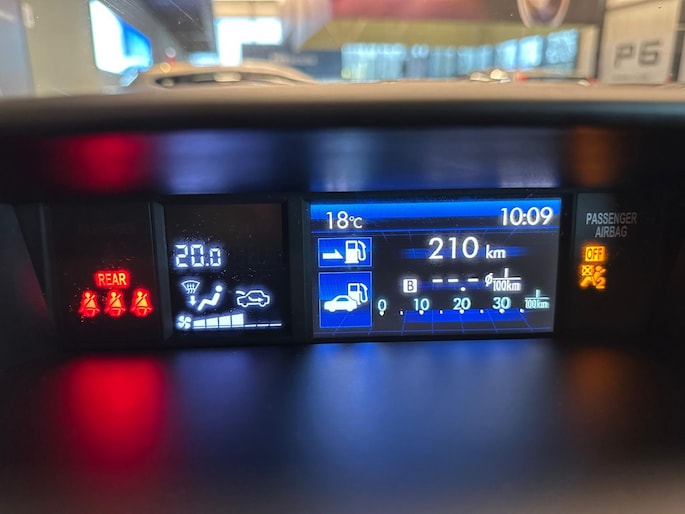 P6
REAR
20.0
18°C
10:09
210 km
B --.- ⌀ L/100km
0 10 20 30 L/100km
PASSENGER
AIRBAG
OFF